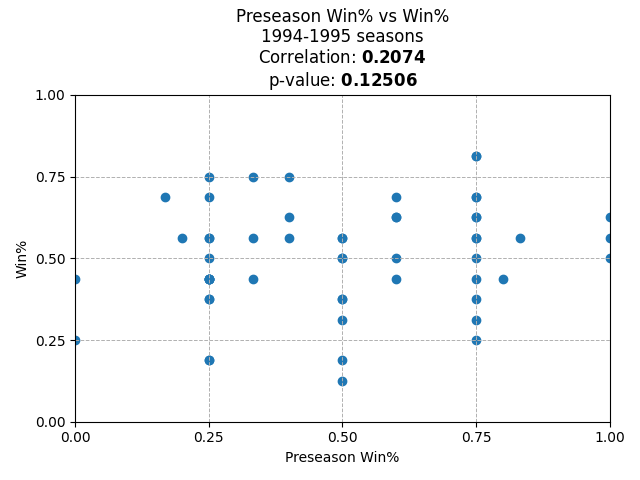 Preseason Win% vs Win%
1994-1995 seasons
Correlation: 0.2074
p-value: 0.12506
1.00
0.75
0.50
0.25
0.00
Win%
0.00 0.25 0.50 0.75 1.00
Preseason Win%